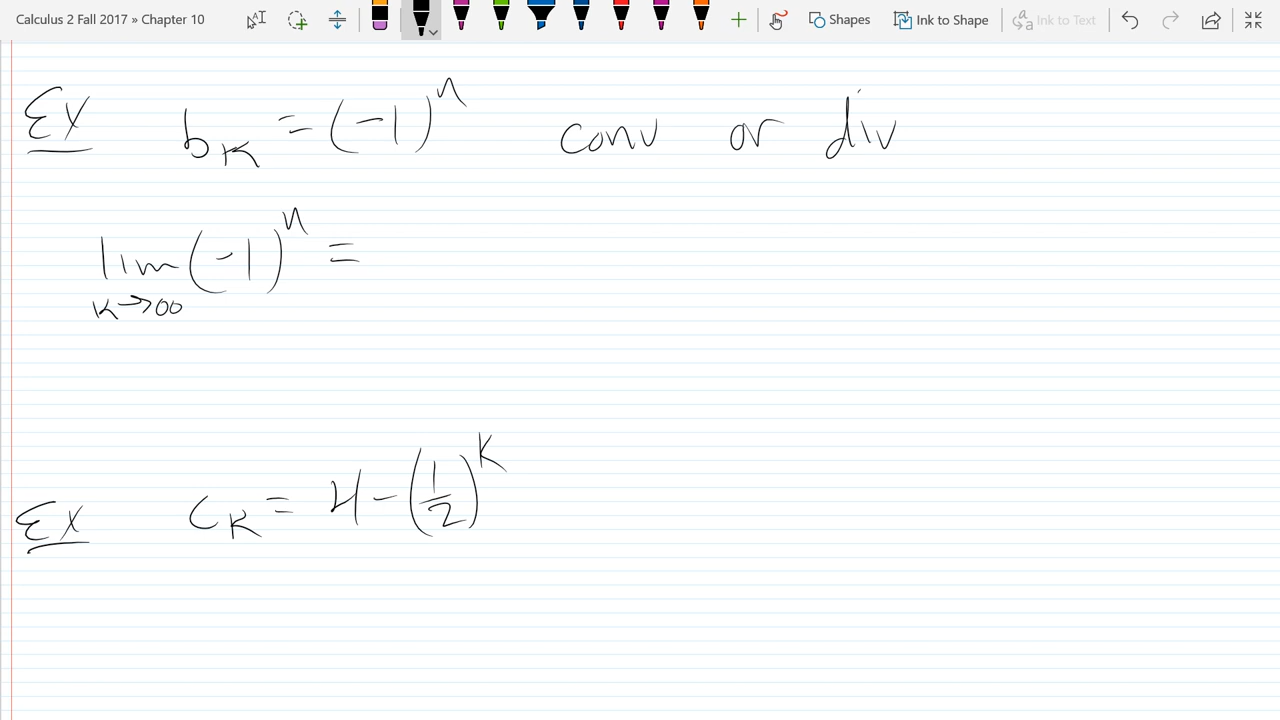 Calculus 2 Fall 2017 » Chapter 10 Shapes Ink to Shape Ink to Text
Ex b_K = (-1)^n conv or div
lim_{K→∞} (-1)^n =
Ex c_K = 4 - (1/2)^K